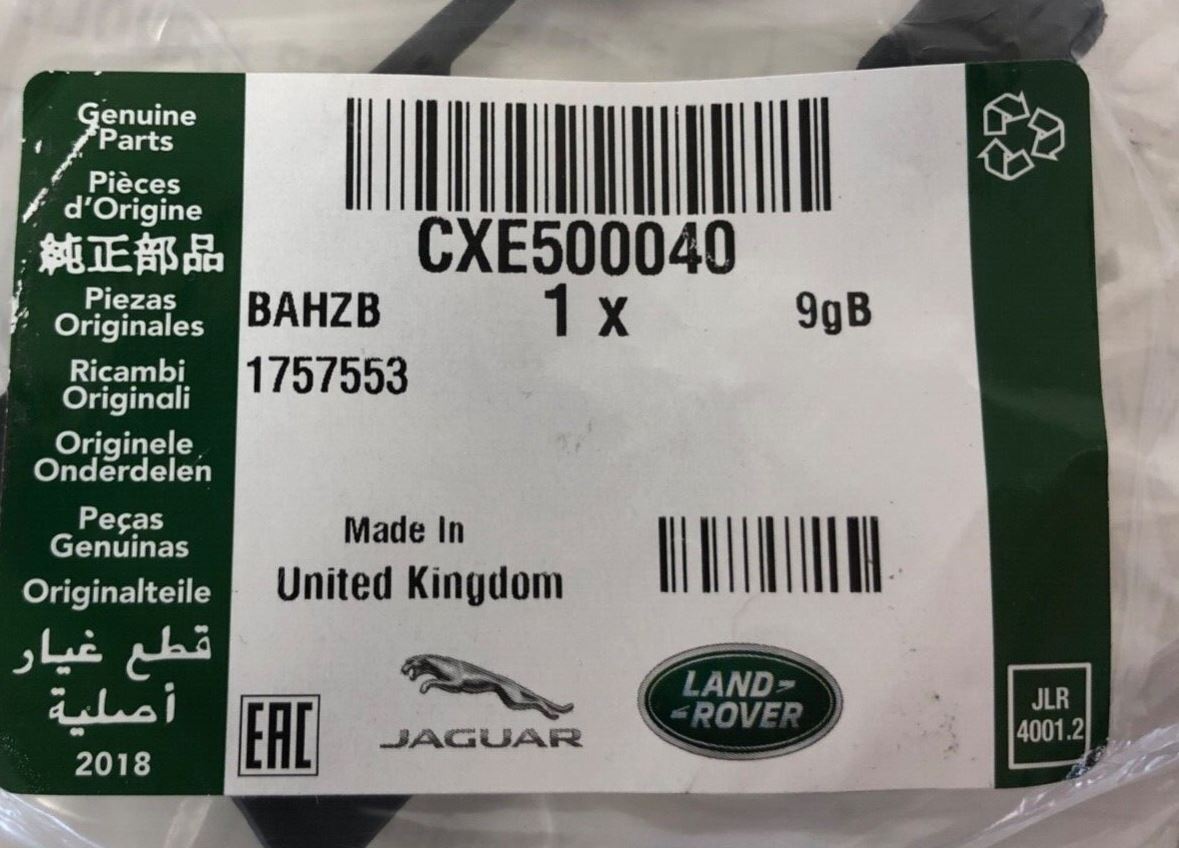 Genuine
Parts
Pièces
d'Origine
純正部品
Piezas
Originales
Ricambi
Originali
Originele
Onderdelen
Peças
Genuinas
Originalteile
قطع غيار
أصلية
2018
CXE500040
BAHZB 1 x 9gB
1757553
Made In
United Kingdom
EAC
JAGUAR
LAND-
-ROVER
JLR
4001.2